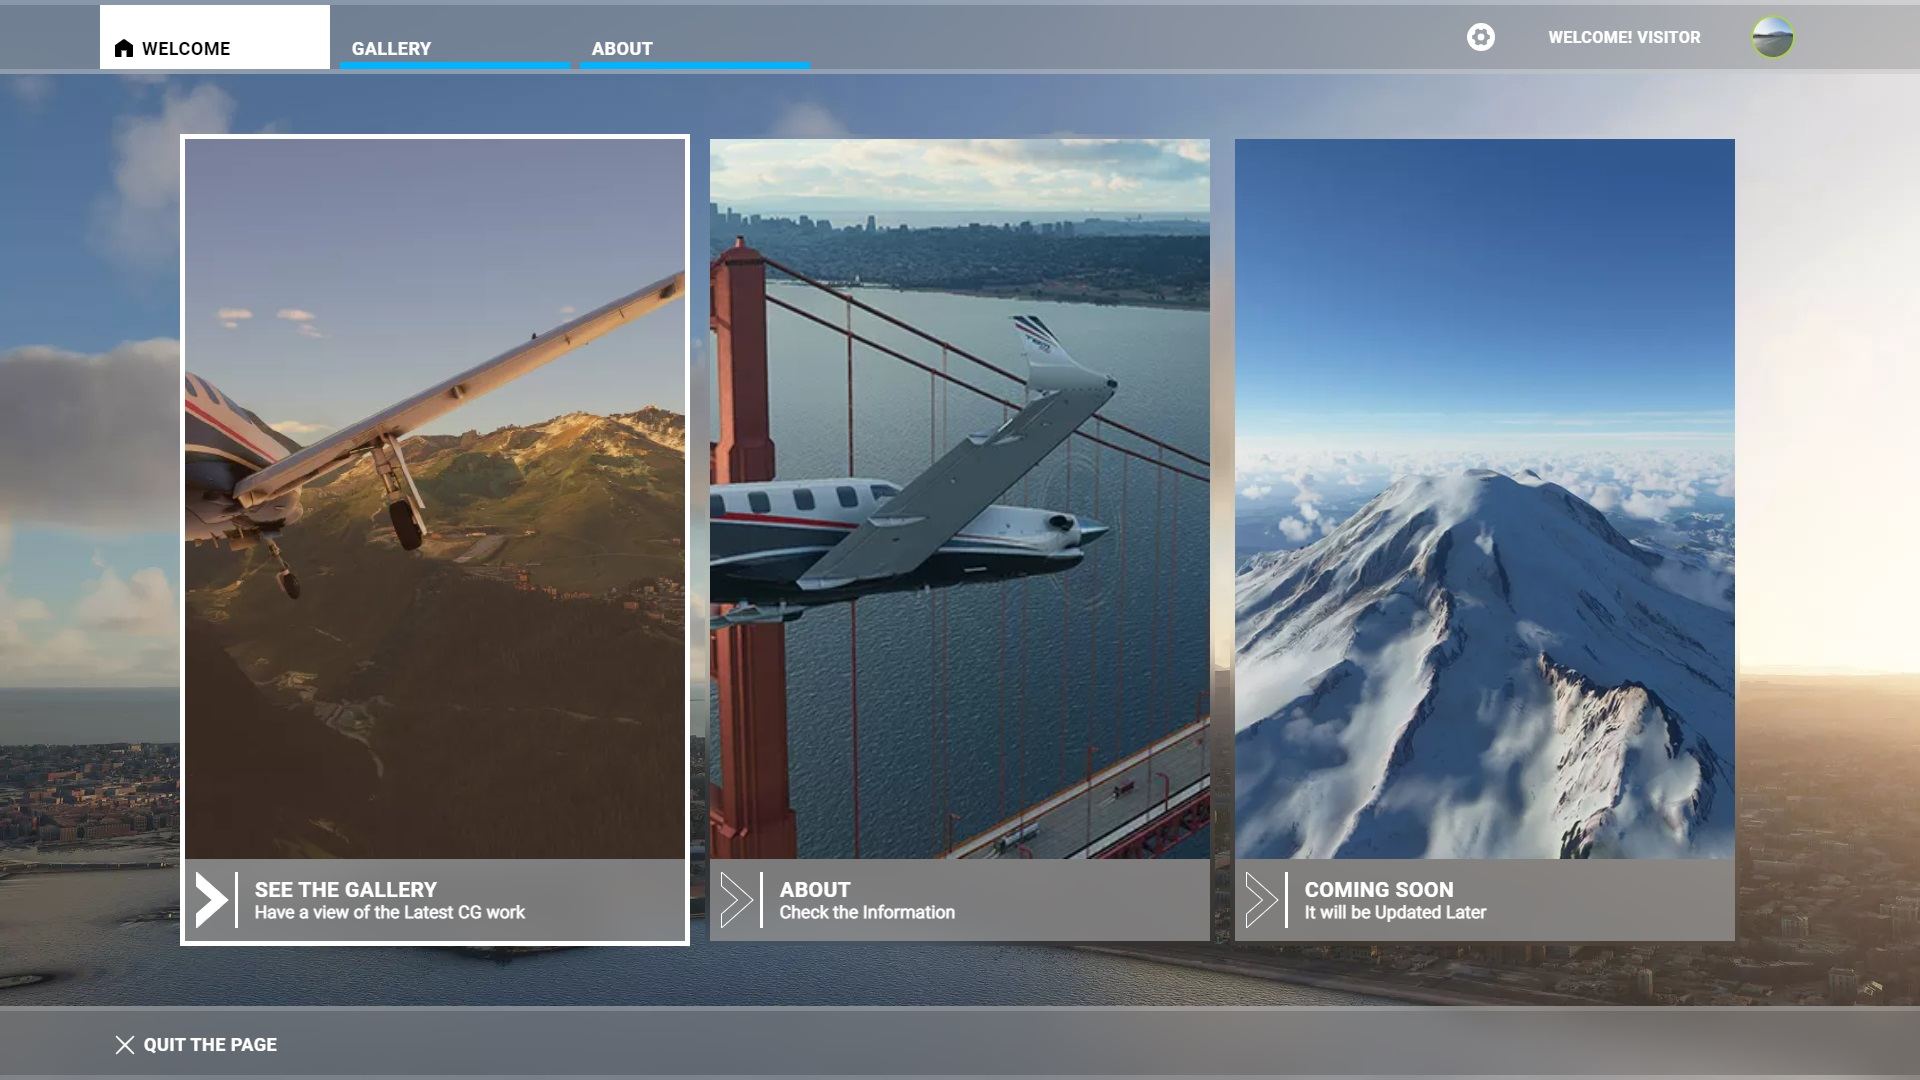 WELCOME
GALLERY
ABOUT
WELCOME! VISITOR
SEE THE GALLERY
Have a view of the Latest CG work
ABOUT
Check the Information
COMING SOON
It will be Updated Later
QUIT THE PAGE